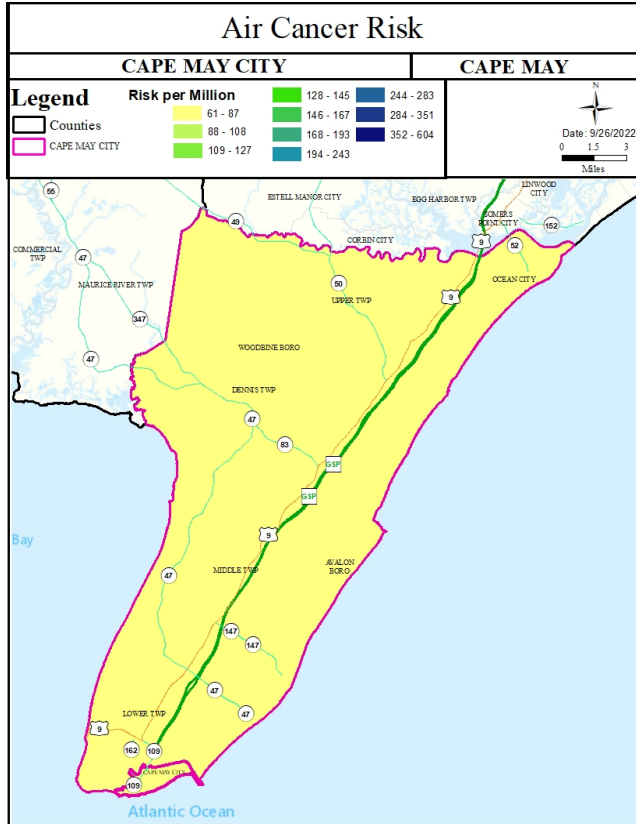 Air Cancer Risk
CAPE MAY CITY
CAPE MAY
Legend
Counties
CAPE MAY CITY
Risk per Million
61 - 87
88 - 108
109 - 127
128 - 145
146 - 167
168 - 193
194 - 243
244 - 283
284 - 351
352 - 604
N
Date: 9/26/2022
0 1.5 3
Miles
55
ESTELL MANOR CITY
EGG HARBOR TWP
LINWOOD
CITY
49
SOMERS
POINT CITY
152
COMMERCIAL
TWP
47
CORBIN CITY
9
52
MAURICE RIVER TWP
50
OCEAN CITY
UPPER TWP
9
347
WOODBINE BORO
47
DENNIS TWP
47
83
GSP
GSP
9
Bay
AVALON
BORO
MIDDLE TWP
47
147
147
47
47
LOWER TWP
9
162
109
CAPE MAY CITY
109
Atlantic Ocean